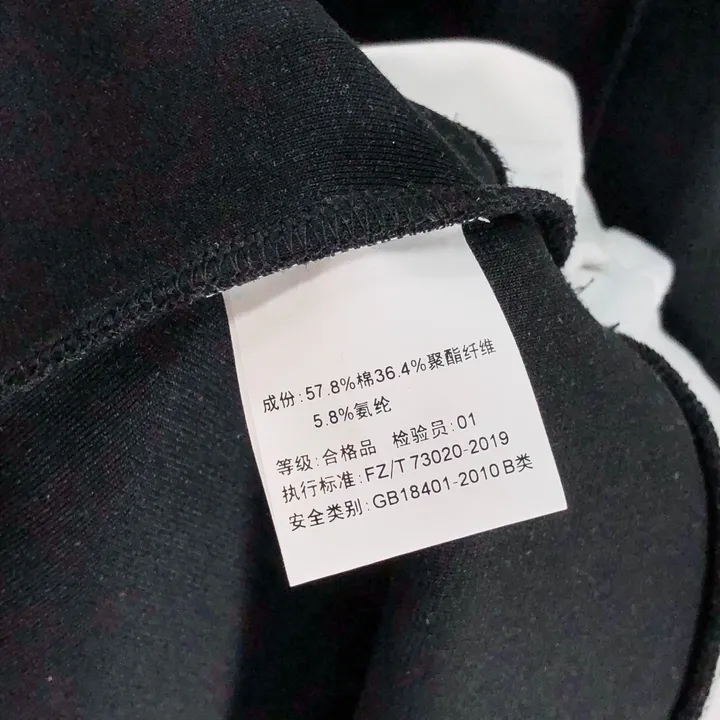 成份:57.8%棉36.4%聚酯纤维
5.8%氨纶
等级:合格品 检验员:01
执行标准:FZ/T 73020-2019
安全类别:GB18401-2010 B类